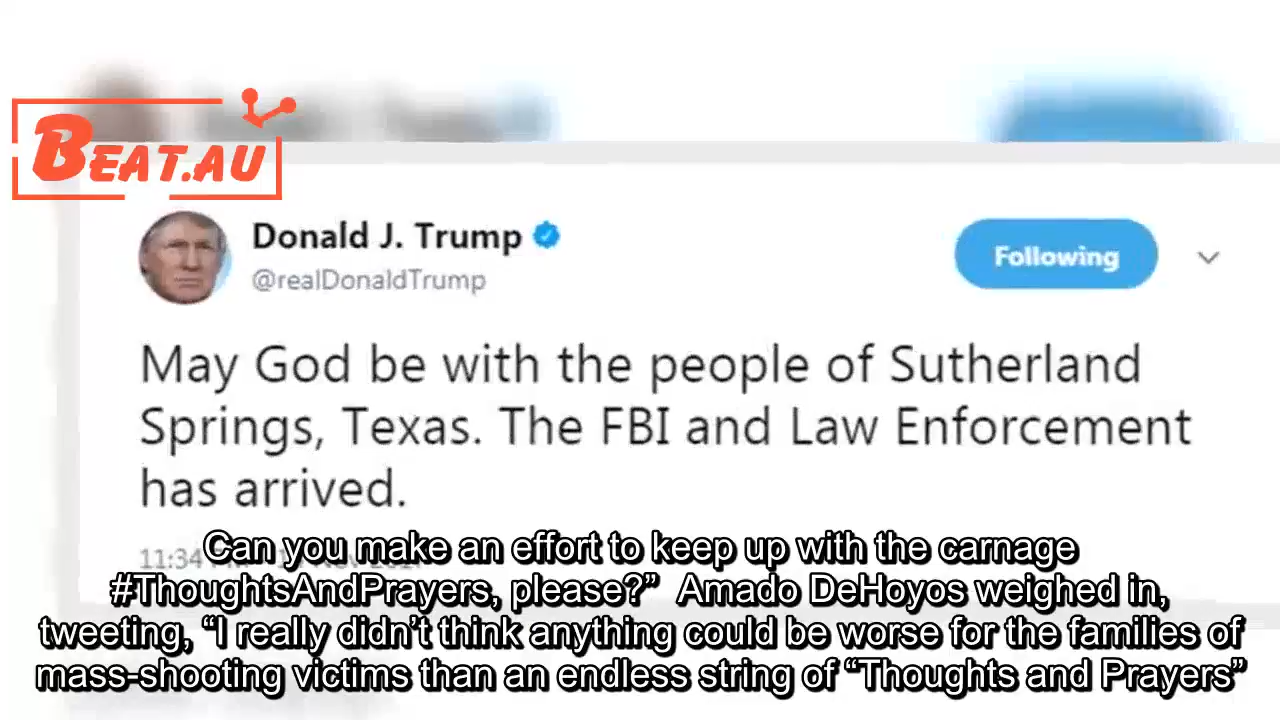 BEAT.AU
Donald J. Trump
@realDonaldTrump
Following
May God be with the people of Sutherland
Springs, Texas. The FBI and Law Enforcement
has arrived.
11:34
Can you make an effort to keep up with the carnage
#ThoughtsAndPrayers, please?” Amado DeHoyos weighed in,
tweeting, “I really didn’t think anything could be worse for the families of
mass-shooting victims than an endless string of “Thoughts and Prayers”